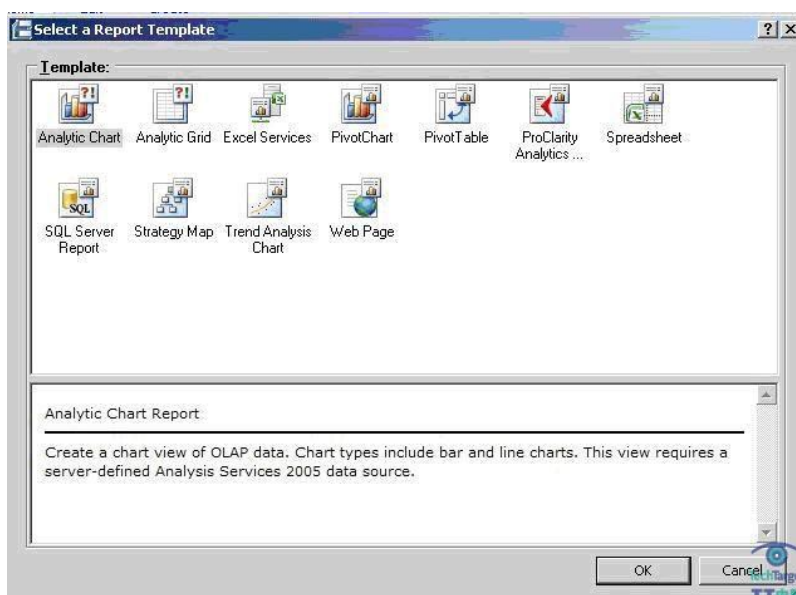 Select a Report Template
Template:
Analytic Chart Analytic Grid Excel Services PivotChart PivotTable ProClarity Analytics ... Spreadsheet
SQL Server Report Strategy Map Trend Analysis Chart Web Page
Analytic Chart Report
Create a chart view of OLAP data. Chart types include bar and line charts. This view requires a
server-defined Analysis Services 2005 data source.
OK Cancel
TechTarget